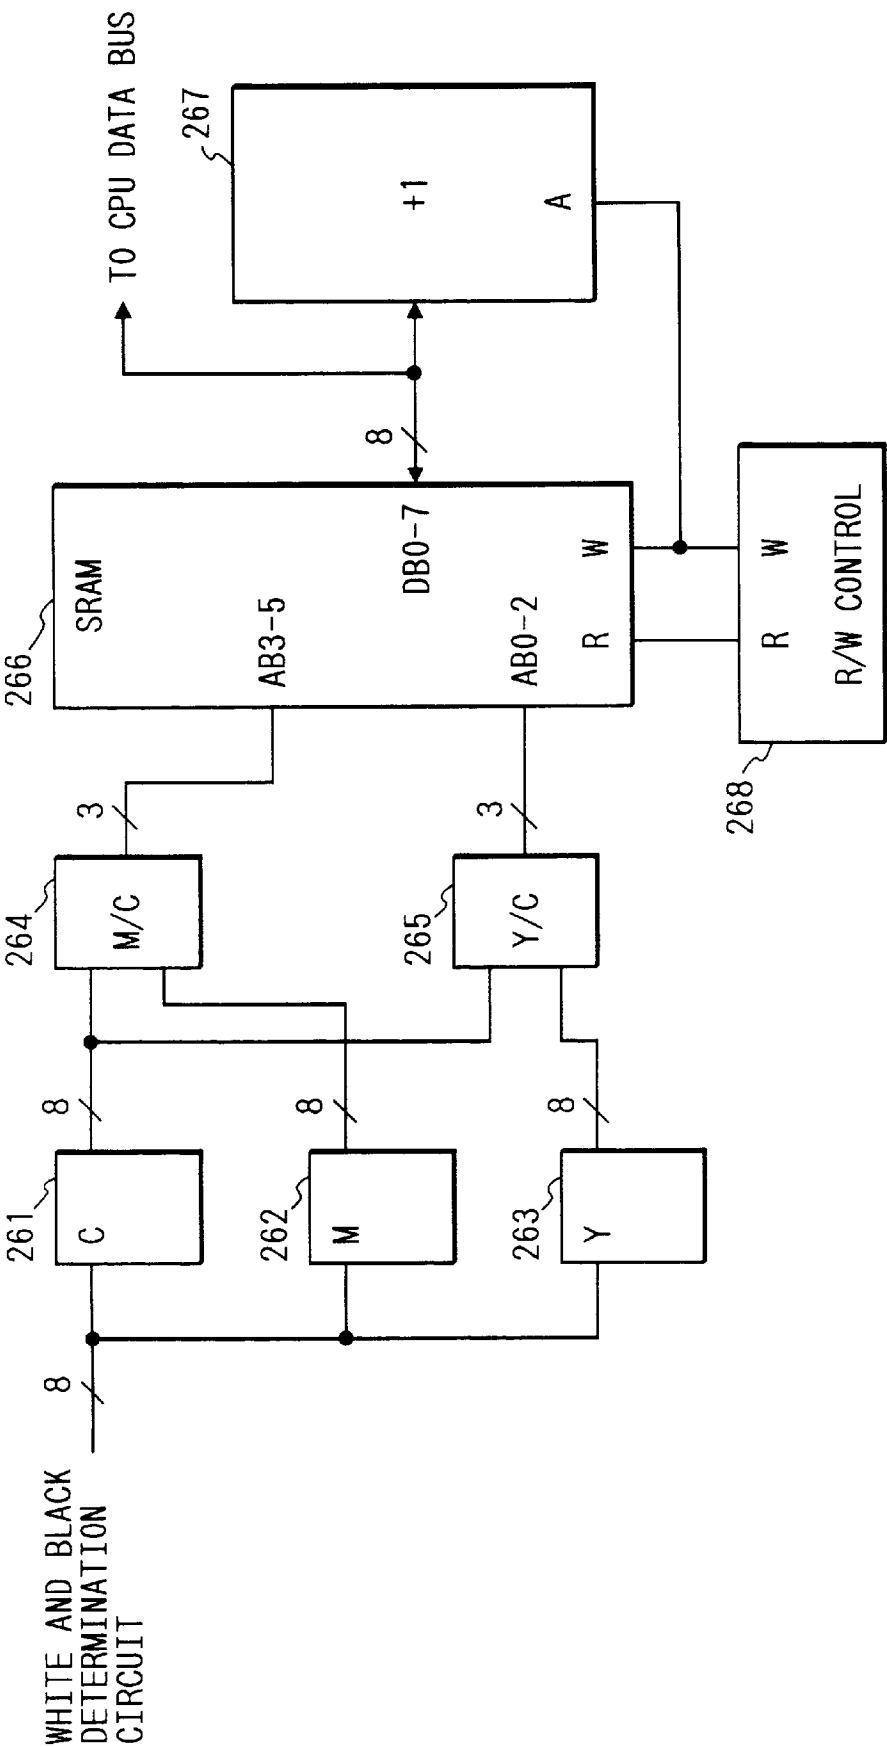 WHITE AND BLACK
DETERMINATION
CIRCUIT
8
261
C
8
262
M
8
263
Y
8
264
M/C
3
265
Y/C
3
266
SRAM
AB3-5
DB0-7
AB0-2
R
W
8
TO CPU DATA BUS
267
+1
A
268
R
W
R/W CONTROL